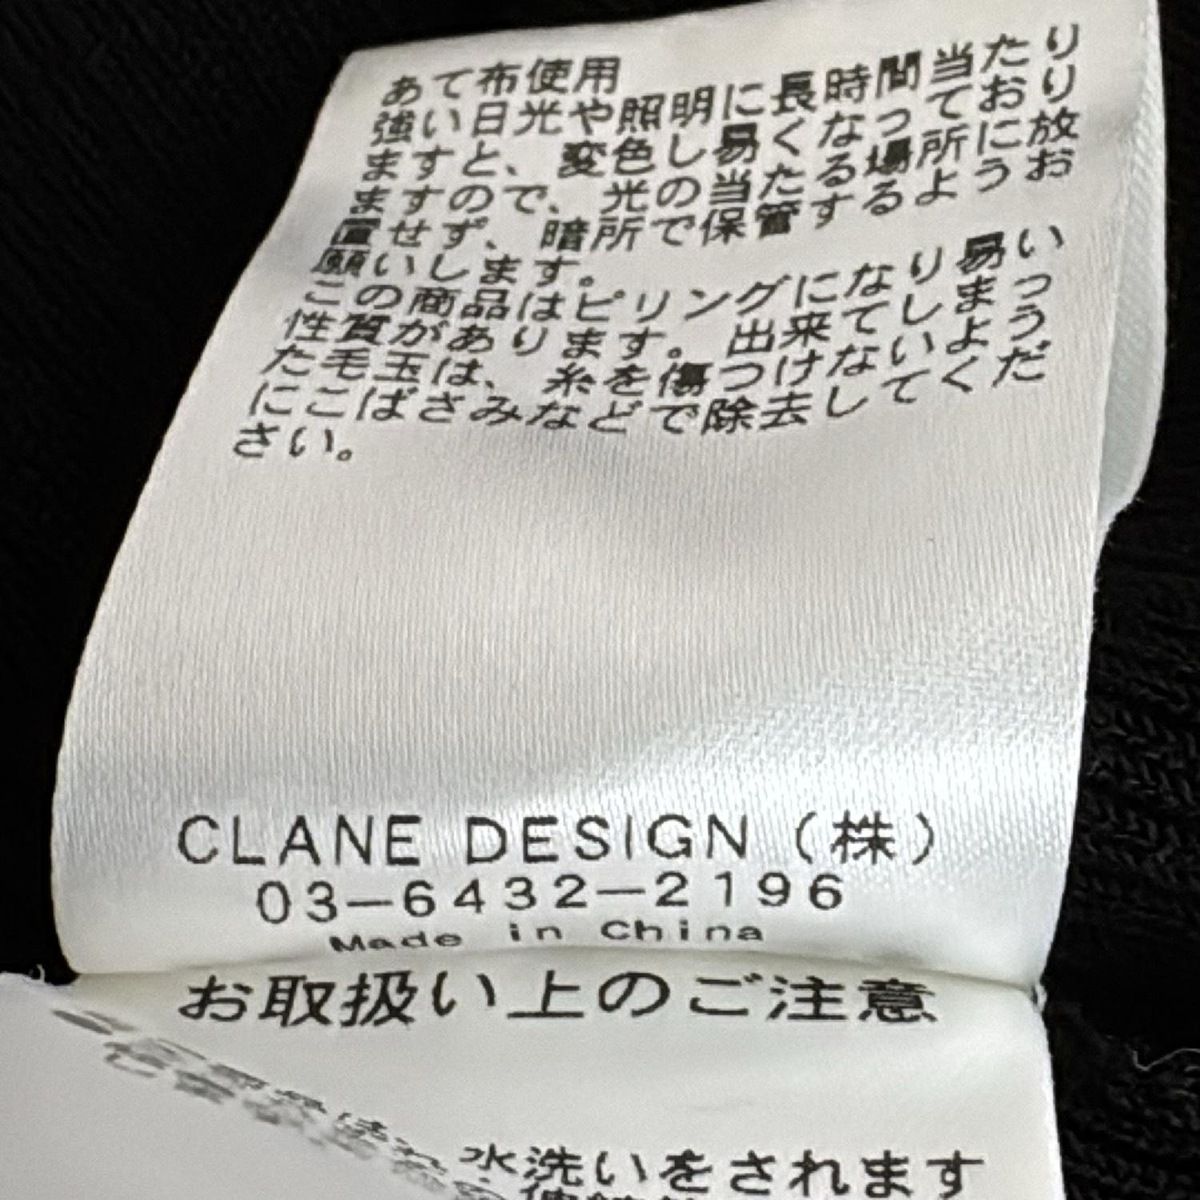 あて布使用
強い日光や照明に長時間当たり
ますと、変色し易くなっており
ますので、光の当たる場所に放
置せず、暗所で保管するようお
願いします。
この商品はピリングになり易い
性質があります。出来てしまっ
た毛玉は、糸を傷つけないよう
にこばさみなどで除去してくだ
さい。
CLANE DESIGN（株）
03-6432-2196
Made in China
お取扱い上のご注意
水洗いをされます